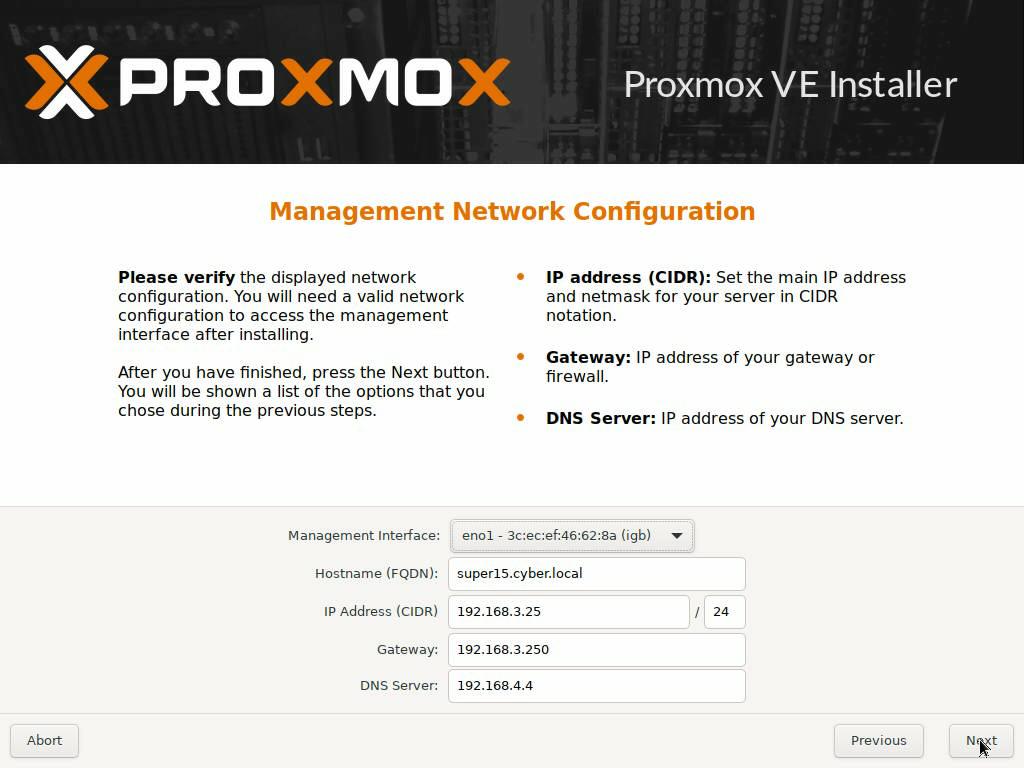 PROXMOX
Proxmox VE Installer
Management Network Configuration
Please verify the displayed network
configuration. You will need a valid network
configuration to access the management
interface after installing.
After you have finished, press the Next button.
You will be shown a list of the options that you
chose during the previous steps.
• IP address (CIDR): Set the main IP address
and netmask for your server in CIDR
notation.
• Gateway: IP address of your gateway or
firewall.
• DNS Server: IP address of your DNS server.
Management Interface: eno1 - 3c:ec:ef:46:62:8a (igb)
Hostname (FQDN): super15.cyber.local
IP Address (CIDR) 192.168.3.25 / 24
Gateway: 192.168.3.250
DNS Server: 192.168.4.4
Abort Previous Next